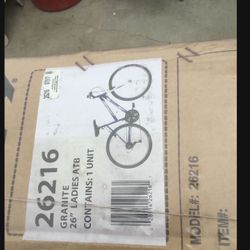 26216
GRANITE
26" LADIES ATB
CONTAINS: 1 UNIT
MODEL#: 26216
ITEM#: